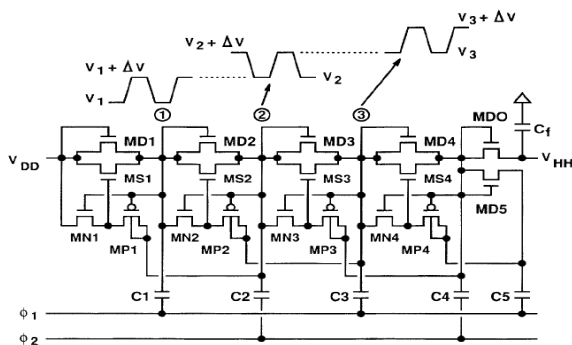 V3 + ΔV
V2 + ΔV
V3
V1 + ΔV
V2
V1
① ② ③
MDO Cf
MD1 MD2 MD3 MD4
VDD VHH
MS1 MS2 MS3 MS4
MD5
MN1 MN2 MN3 MN4
MP1 MP2 MP3 MP4
C1 C2 C3 C4 C5
ϕ1
ϕ2